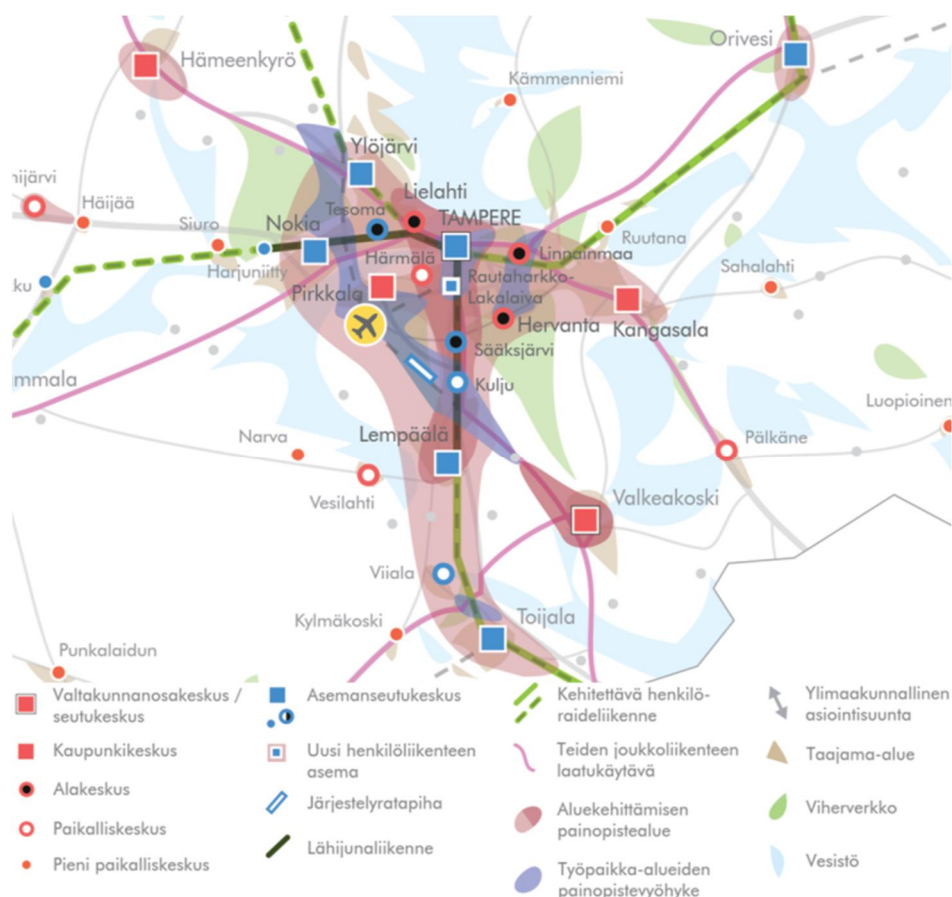 Orivesi
Hämeenkyrö
Kämmenniemi
Ylöjärvi
nijärvi
Häijää
Lielahti
Tesoma
TAMPERE
Siuro
Nokia
Linnainmaa
Ruutana
Harjuniitty
Härmälä
Rautaharkko-
Lakalaiva
Sahalahti
ku
Pirkkala
Hervanta
Kangasala
Sääksjärvi
mmala
Kulju
Luopioinen
Narva
Lempäälä
Pälkäne
Vesilahti
Valkeakoski
Viiala
Kylmäkoski
Toijala
Punkalaidun
Valtakunnanosakeskus /
seutukeskus
Kaupunkikeskus
Alakeskus
Paikalliskeskus
Pieni paikalliskeskus
Asemanseutukeskus
Uusi henkilöliikenteen
asema
Järjestelyratapiha
Lähijunaliikenne
Kehitettävä henkilö-
raideliikenne
Teiden joukkoliikenteen
laatukäytävä
Aluekehittämisen
painopistealue
Työpaikka-alueiden
painopistevyöhyke
Ylimaakunnallinen
asiointisuunta
Taajama-alue
Viherverkko
Vesistö